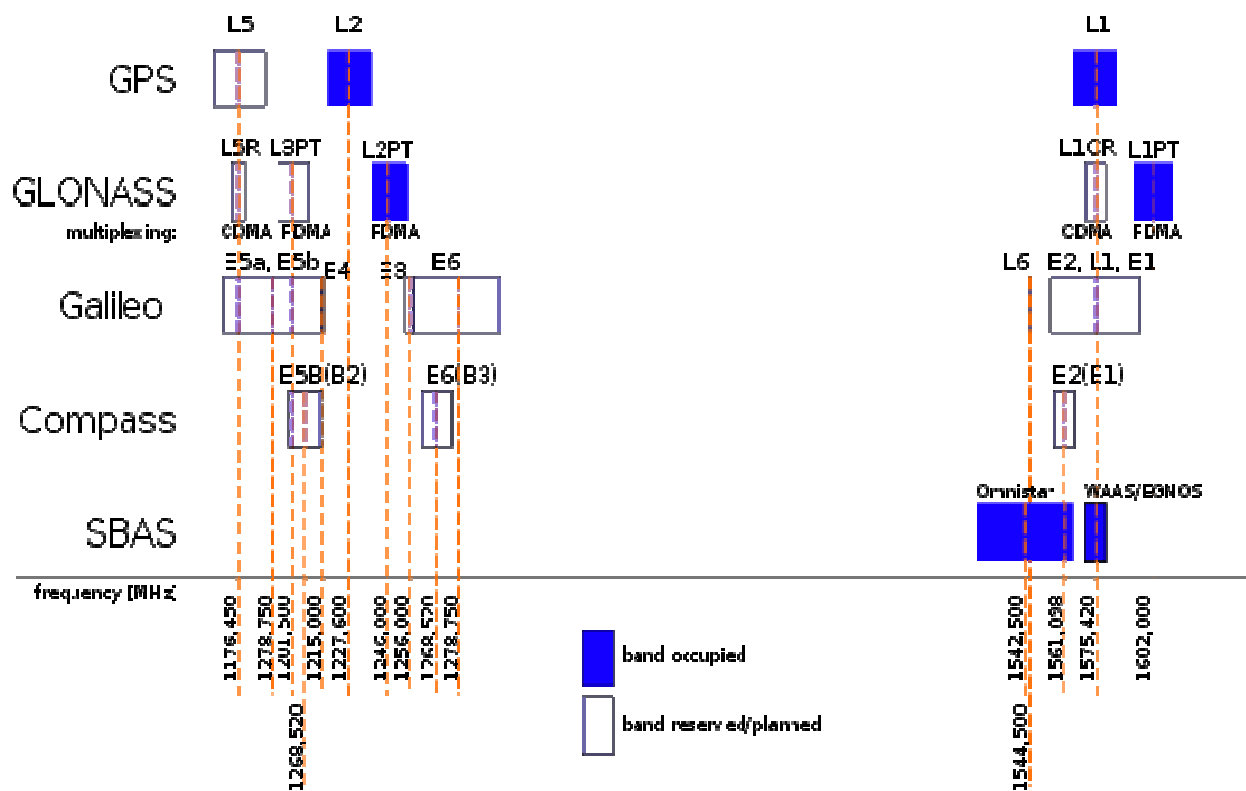 L5 L2 L1
GPS
L5R L3PT L2PT L1CR L1PT
GLONASS
multiplexing: CDMA FDMA FDMA CDMA FDMA
E5a, E5b E4 E3 E6 L6 E2, L1, E1
Galileo
E5B(B2) E6(B3) E2(E1)
Compass
Omnistar WAAS/EGNOS
SBAS
frequency [MHz]
1176,450 1278,750 1201,500 1215,000 1227,600 1246,000 1256,000 1268,520 1278,750 1542,500 1561,098 1575,420 1602,000
1268,520 1544,500
band occupied
band reserved/planned